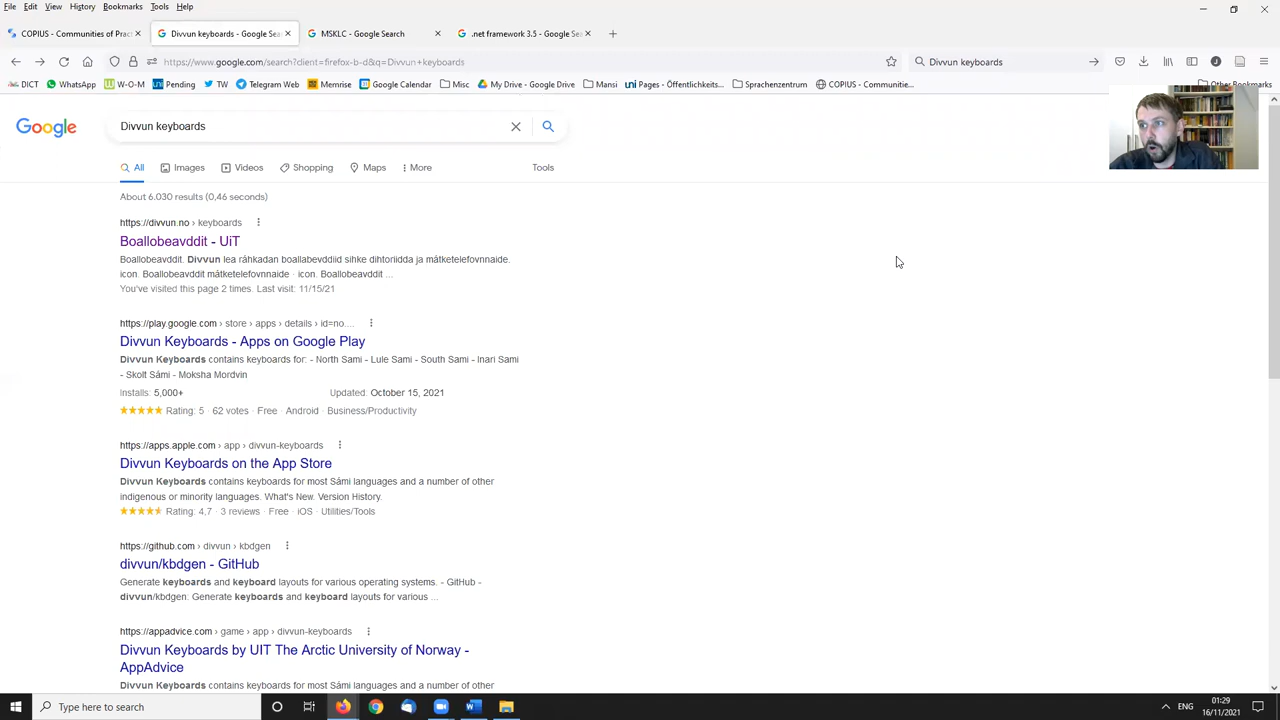 File Edit View History Bookmarks Tools Help
COPIUS - Communities of Pract
Divvun keyboards - Google Sea
MSKLC - Google Search
.net framework 3.5 - Google Se
https://www.google.com/search?client=firefox-b-d&q=Divvun+keyboards
Divvun keyboards
DICT WhatsApp W-O-M Pending TW Telegram Web Memrise Google Calendar Misc My Drive - Google Drive Mansi Pages - Öffentlichkeits... Sprachenzentrum COPIUS - Communitie... Other Bookmarks
Google
Divvun keyboards
All Images Videos Shopping Maps More Tools
About 6.030 results (0,46 seconds)
https://divvun.no › keyboards
Boallobeavddit - UiT
Boallobeavddit. Divvun lea ráhkadan boallabevddiid sihke dihtoriidda ja mátketelefovnnaide.
icon. Boallobeavddit mátketelefovnnaide · icon. Boallobeavddit ...
You've visited this page 2 times. Last visit: 11/15/21
https://play.google.com › store › apps › details › id=no....
Divvun Keyboards - Apps on Google Play
Divvun Keyboards contains keyboards for: - North Sami - Lule Sami - South Sami - Inari Sami
- Skolt Sámi - Moksha Mordvin
Installs: 5,000+ Updated: October 15, 2021
Rating: 5 · 62 votes · Free · Android · Business/Productivity
https://apps.apple.com › app › divvun-keyboards
Divvun Keyboards on the App Store
Divvun Keyboards contains keyboards for most Sámi languages and a number of other
indigenous or minority languages. What's New. Version History.
Rating: 4,7 · 3 reviews · Free · iOS · Utilities/Tools
https://github.com › divvun › kbdgen
divvun/kbdgen - GitHub
Generate keyboards and keyboard layouts for various operating systems. - GitHub -
divvun/kbdgen: Generate keyboards and keyboard layouts for various ...
https://appadvice.com › game › app › divvun-keyboards
Divvun Keyboards by UIT The Arctic University of Norway -
AppAdvice
Divvun Keyboards contains keyboards for most Sámi languages and a number of other
Type here to search
ENG
01:29
16/11/2021